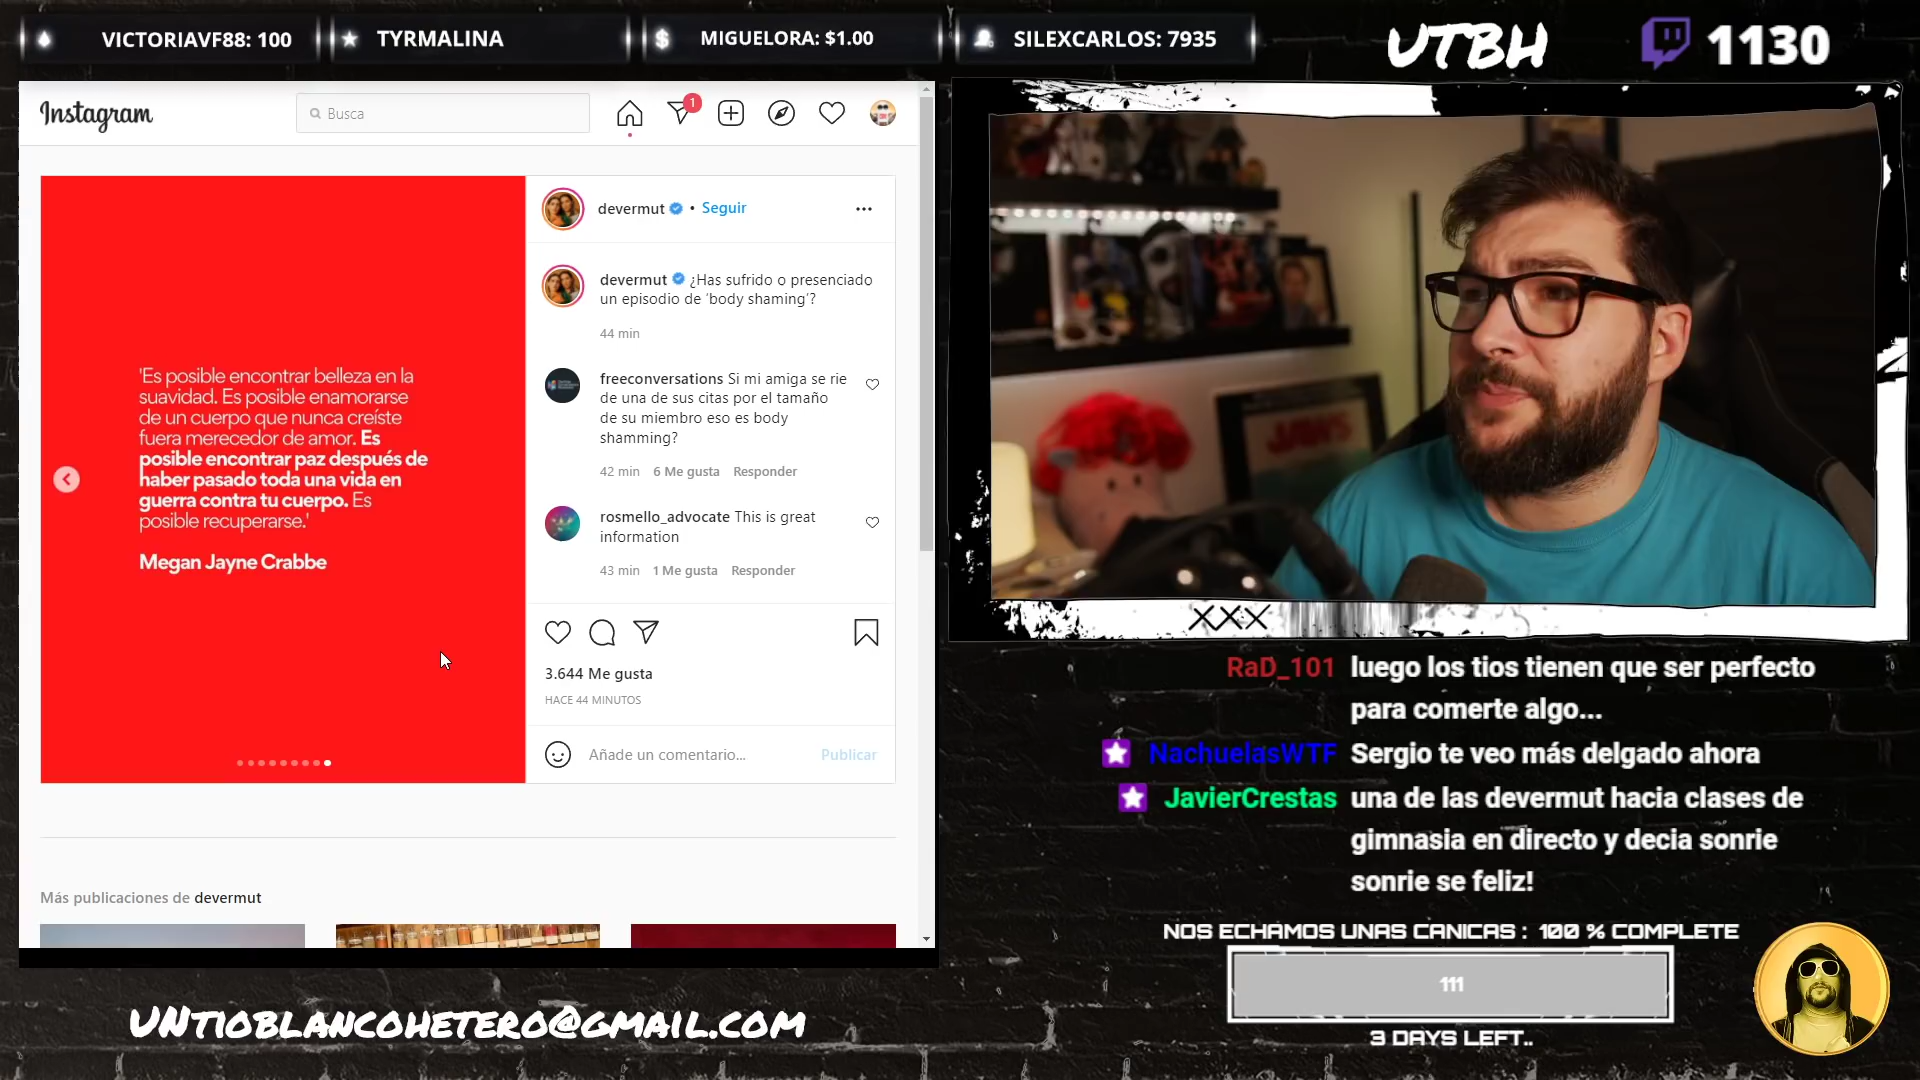 VICTORIAVF88: 100
TYRMALINA
MIGUELORA: $1.00
SILEXCARLOS: 7935
UTBH
1130
Instagram
Busca
1
devermut • Seguir
'Es posible encontrar belleza en la
suavidad. Es posible enamorarse
de un cuerpo que nunca creíste
fuera merecedor de amor. Es
posible encontrar paz después de
haber pasado toda una vida en
guerra contra tu cuerpo. Es
posible recuperarse.'
Megan Jayne Crabbe
devermut ¿Has sufrido o presenciado
un episodio de 'body shaming'?
44 min
freeconversations Si mi amiga se rie
de una de sus citas por el tamaño
de su miembro eso es body
shamming?
42 min 6 Me gusta Responder
rosmello_advocate This is great
information
43 min 1 Me gusta Responder
3.644 Me gusta
HACE 44 MINUTOS
Añade un comentario... Publicar
Más publicaciones de devermut
JAWS
XXX
RaD_101 luego los tios tienen que ser perfecto
para comerte algo...
NachuelasWTF Sergio te veo más delgado ahora
JavierCrestas una de las devermut hacia clases de
gimnasia en directo y decia sonrie
sonrie se feliz!
NOS ECHAMOS UNAS CANICAS : 100 % COMPLETE
111
3 DAYS LEFT..
UNTIOBLANCOHETERO@GMAIL.COM